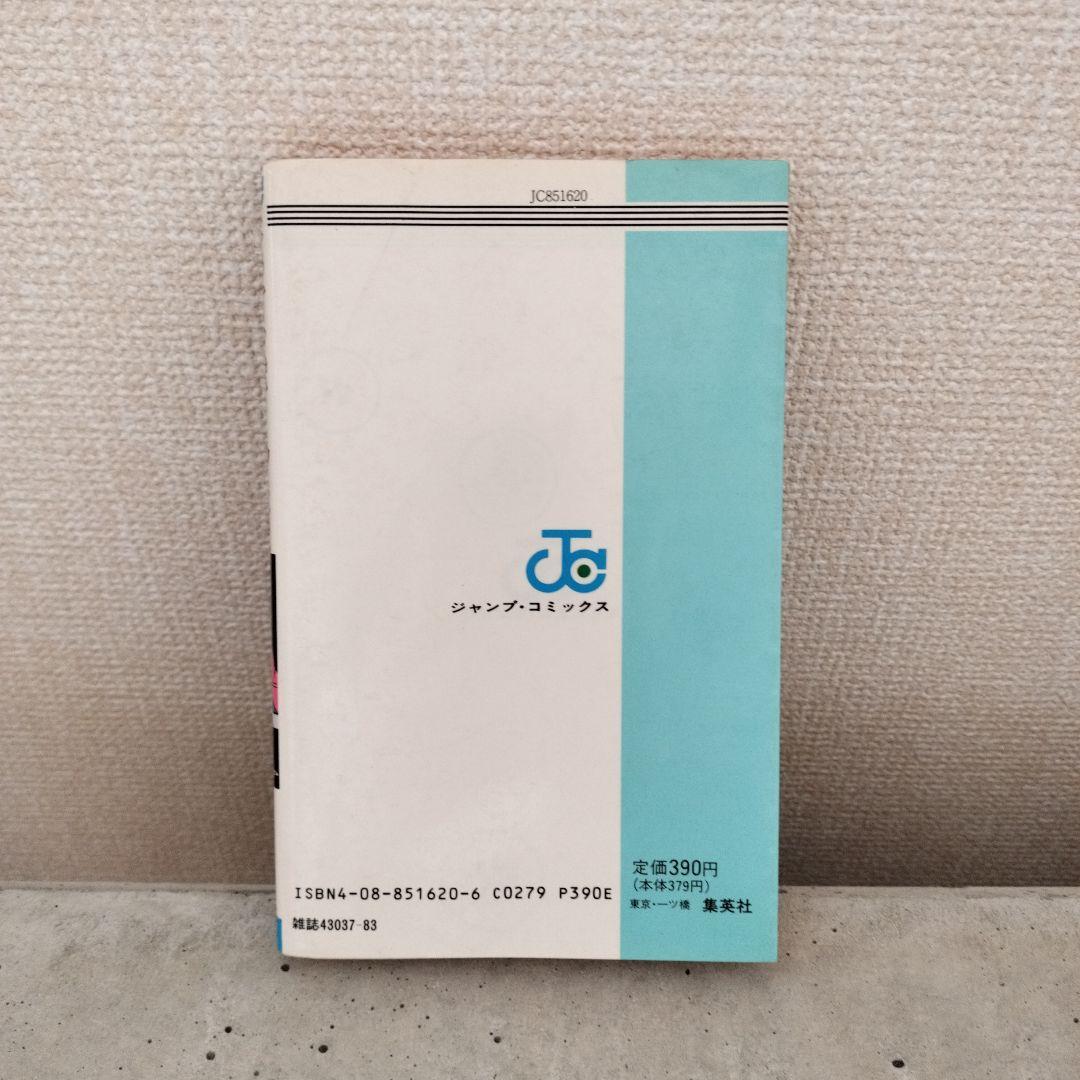 JC851620
JC
ジャンプ・コミックス
定価390円
(本体379円)
ISBN4-08-851620-6 C0279 P390E
東京・一ツ橋 集英社
雑誌43037-83